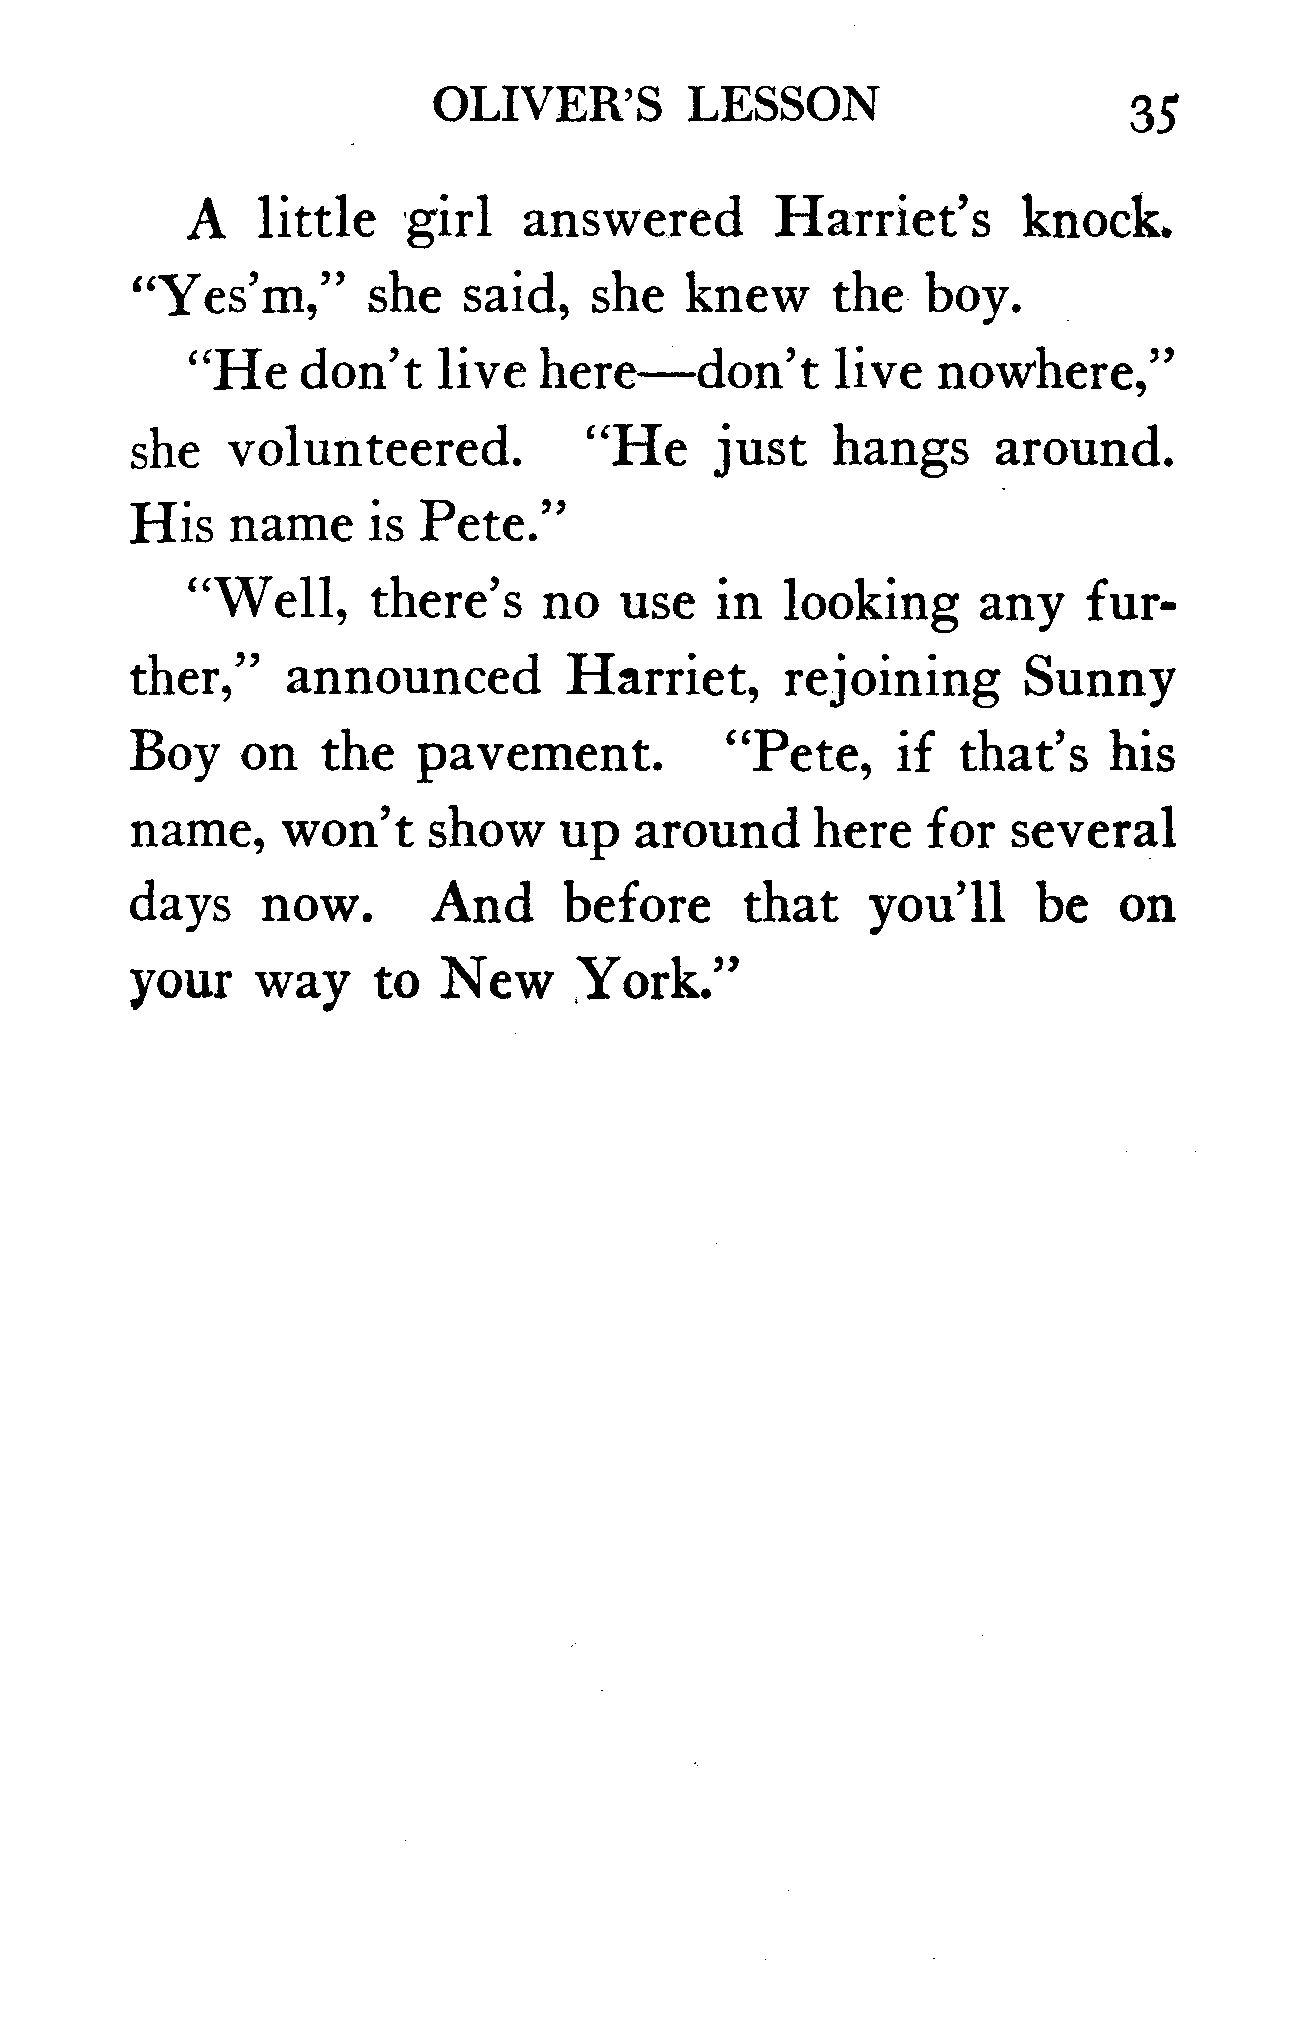 OLIVER'S LESSON 35
A little girl answered Harriet's knock.
“Yes'm,” she said, she knew the boy.
“He don't live here—don't live nowhere,”
she volunteered. “He just hangs around.
His name is Pete.”
“Well, there's no use in looking any fur-
ther,” announced Harriet, rejoining Sunny
Boy on the pavement. “Pete, if that's his
name, won't show up around here for several
days now. And before that you'll be on
your way to New York.”